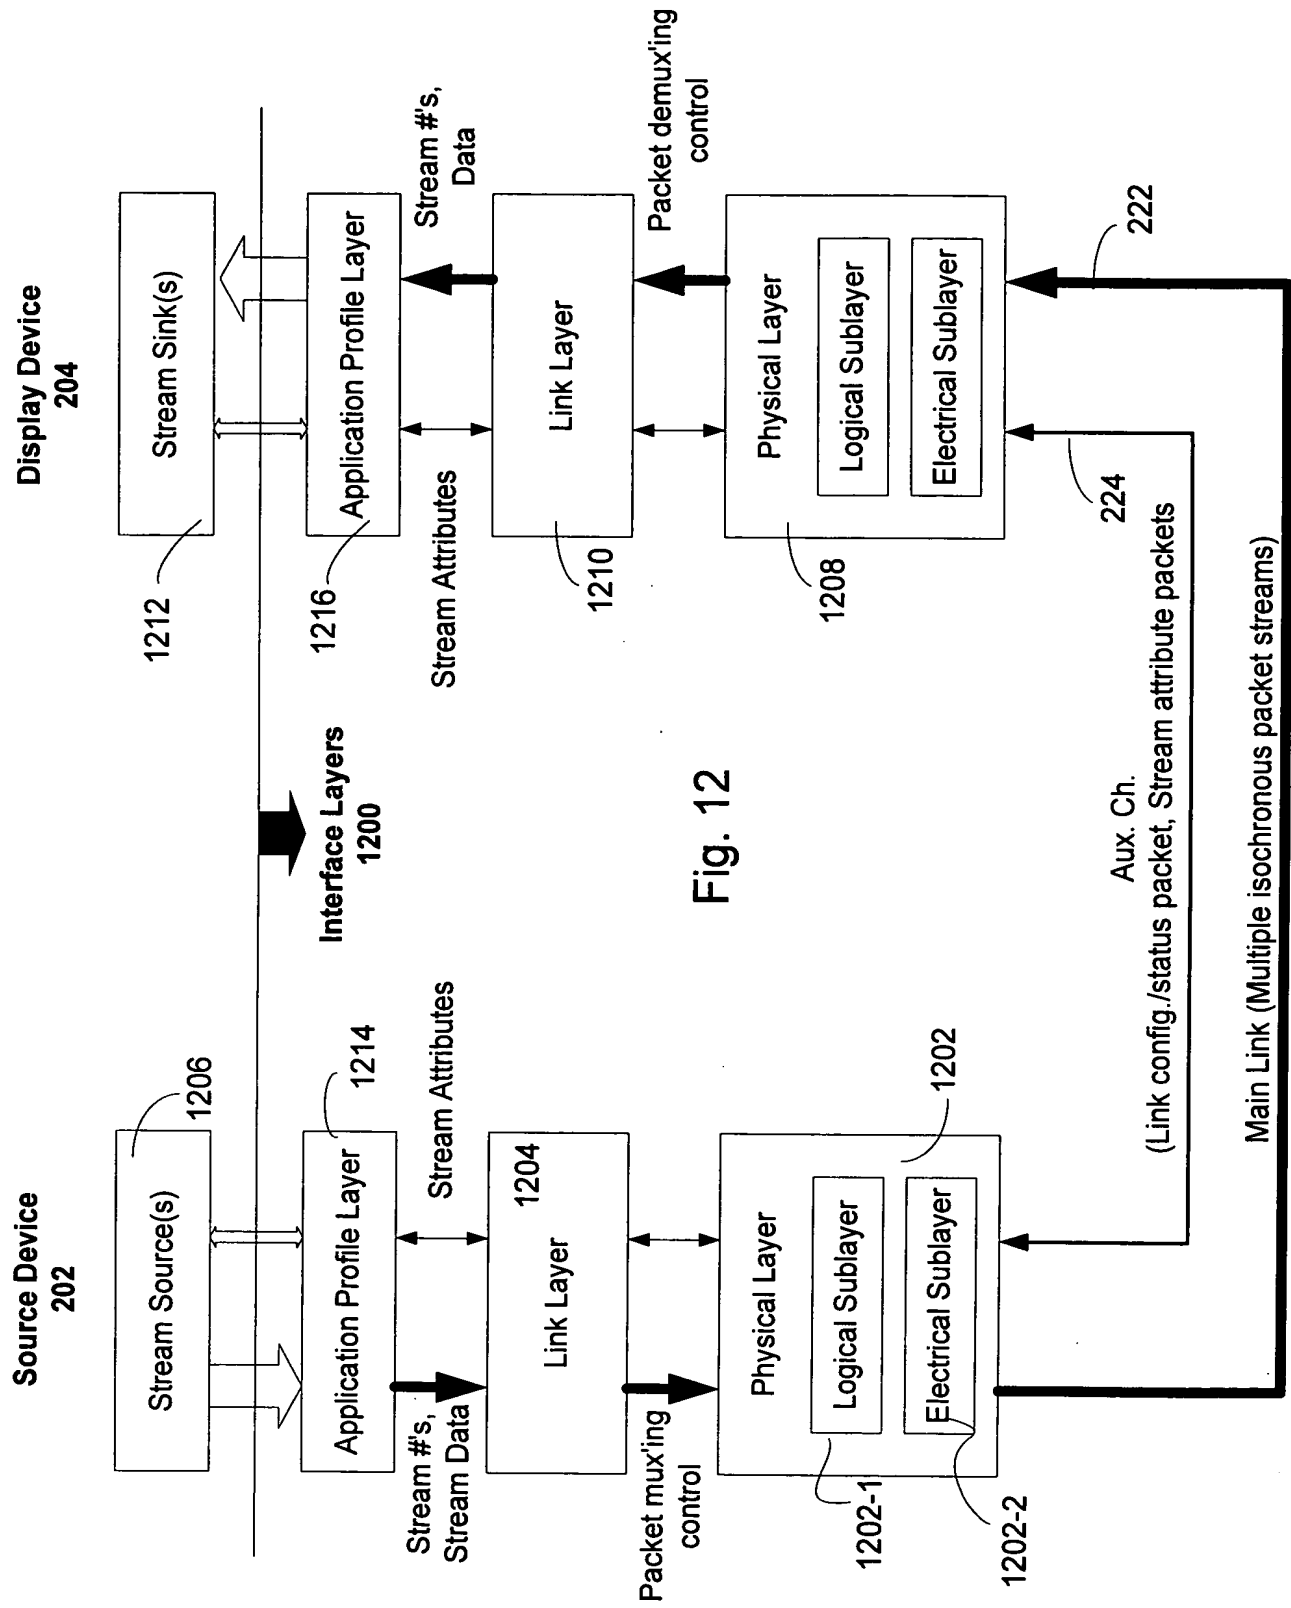 Source Device
202
Display Device
204
Stream Source(s)
1206
Stream Sink(s)
1212
Interface Layers
1200
Application Profile Layer
1214
Application Profile Layer
1216
Stream #'s,
Stream Data
Stream Attributes
Stream Attributes
Stream #'s,
Data
Link Layer
1204
Link Layer
1210
Packet mux'ing
control
Packet demux'ing
control
Physical Layer
1202
Logical Sublayer
1202-1
Electrical Sublayer
1202-2
Physical Layer
1208
Logical Sublayer
Electrical Sublayer
Fig. 12
224
222
Aux. Ch.
(Link config./status packet, Stream attribute packets
Main Link (Multiple isochronous packet streams)